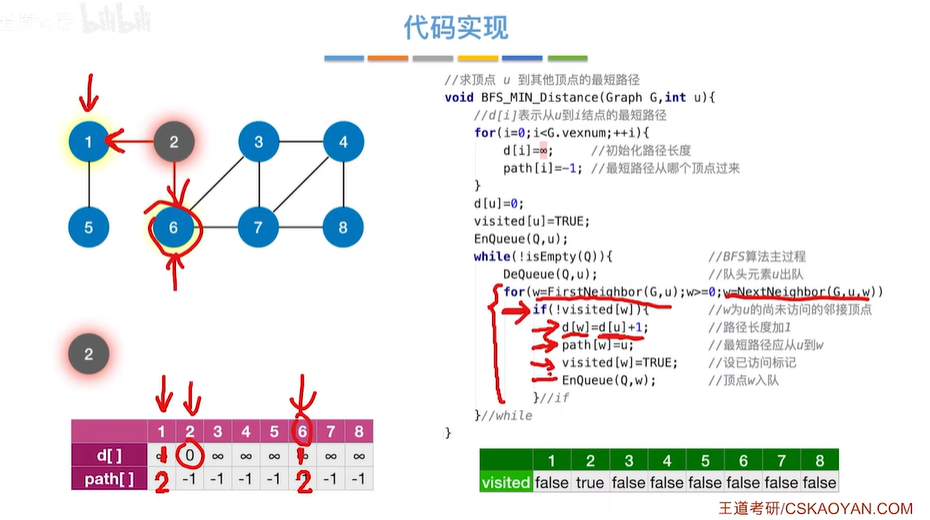 bilibili
代码实现
1
2
3
4
5
6
7
8
2
1 2 3 4 5 6 7 8
d[ ] 1 0 ∞ ∞ ∞ 1 ∞ ∞
path[ ] 2 -1 -1 -1 -1 2 -1 -1
//求顶点 u 到其他顶点的最短路径
void BFS_MIN_Distance(Graph G,int u){
//d[i]表示从u到i结点的最短路径
for(i=0;i<G.vexnum;++i){
d[i]=∞; //初始化路径长度
path[i]=-1; //最短路径从哪个顶点过来
}
d[u]=0;
visited[u]=TRUE;
EnQueue(Q,u);
while(!isEmpty(Q)){ //BFS算法主过程
DeQueue(Q,u); //队头元素u出队
for(w=FirstNeighbor(G,u);w>=0;w=NextNeighbor(G,u,w))
if(!visited[w]){ //w为u的尚未访问的邻接顶点
d[w]=d[u]+1; //路径长度加1
path[w]=u; //最短路径应从u到w
visited[w]=TRUE; //设已访问标记
EnQueue(Q,w); //顶点w入队
}//if
}//while
}
1 2 3 4 5 6 7 8
visited false true false false false false false false
王道考研/CSKAOYAN.COM